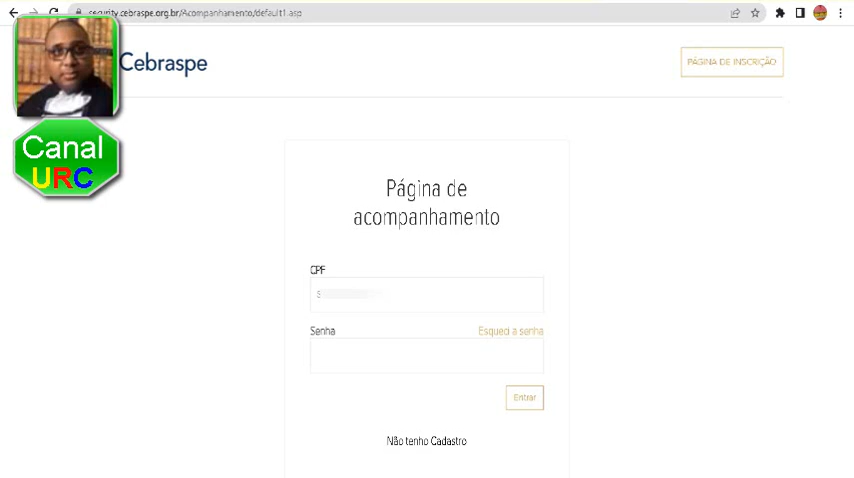 security.cebraspe.org.br/Acompanhamento/default1.asp
Cebraspe
PÁGINA DE INSCRIÇÃO
Canal
URC
Página de
acompanhamento
CPF
Senha
Esqueci a senha
Entrar
Não tenho Cadastro